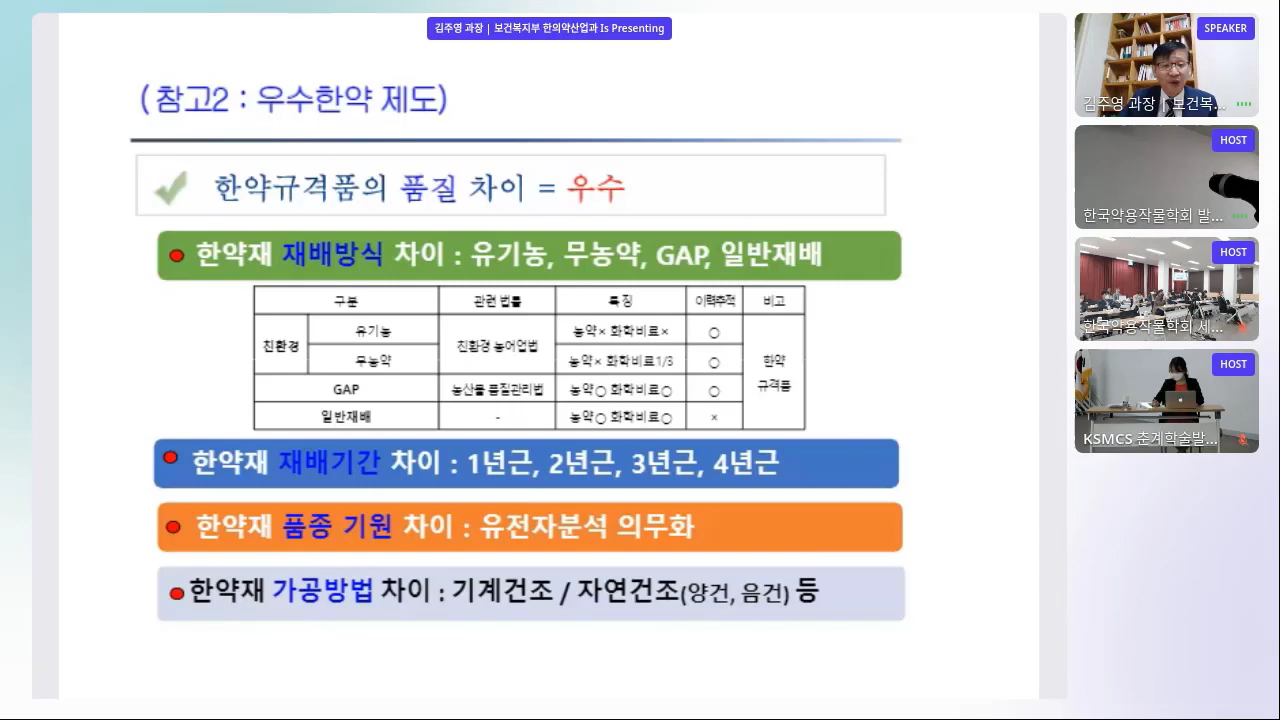 김주영 과장 | 보건복지부 한의약산업과 Is Presenting
(참고2 : 우수한약 제도)
한약규격품의 품질 차이 = 우수
한약재 재배방식 차이 : 유기농, 무농약, GAP, 일반재배
구분 관련 법률 특징 이력추적 비고
친환경 유기농 친환경 농어업법 농약× 화학비료× ○ 한약 규격품
무농약 농약× 화학비료1/3 ○
GAP 농산물 품질관리법 농약○ 화학비료○ ○
일반재배 - 농약○ 화학비료○ ×
한약재 재배기간 차이 : 1년근, 2년근, 3년근, 4년근
한약재 품종 기원 차이 : 유전자분석 의무화
한약재 가공방법 차이 : 기계건조 / 자연건조(양건, 음건) 등
SPEAKER
김주영 과장 | 보건복...
HOST
한국약용작물학회 발...
HOST
한국약용작물학회 세...
HOST
KSMCS 춘계학술발...